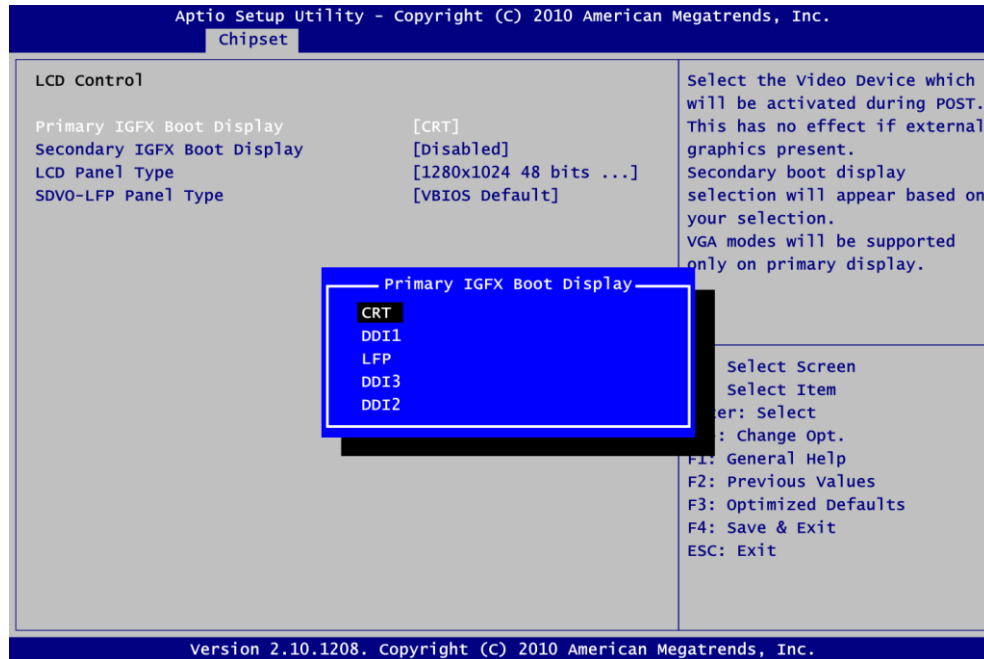 Aptio Setup Utility - Copyright (C) 2010 American Megatrends, Inc.
Chipset
LCD Control
Primary IGFX Boot Display [CRT]
Secondary IGFX Boot Display [Disabled]
LCD Panel Type [1280x1024 48 bits ...]
SDVO-LFP Panel Type [VBIOS Default]
Select the Video Device which
will be activated during POST.
This has no effect if external
graphics present.
Secondary boot display
selection will appear based on
your selection.
VGA modes will be supported
only on primary display.
Primary IGFX Boot Display
CRT
DDI1
LFP
DDI3
DDI2
Select Screen
Select Item
er: Select
: Change Opt.
F1: General Help
F2: Previous Values
F3: Optimized Defaults
F4: Save & Exit
ESC: Exit
Version 2.10.1208. Copyright (C) 2010 American Megatrends, Inc.